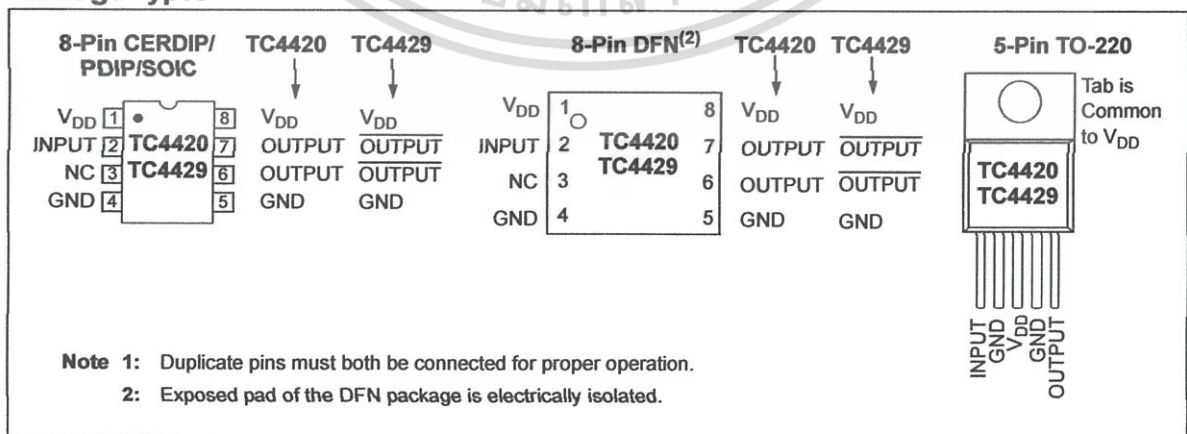 8-Pin CERDIP/ PDIP/SOIC
TC4420 TC4429
VDD 1 8 VDD VDD
INPUT 2 TC4420 7 OUTPUT OUTPUT
NC 3 TC4429 6 OUTPUT OUTPUT
GND 4 5 GND GND
8-Pin DFN(2)
TC4420 TC4429
VDD 1 8 VDD VDD
INPUT 2 TC4420 7 OUTPUT OUTPUT
TC4429
NC 3 6 OUTPUT OUTPUT
GND 4 5 GND GND
5-Pin TO-220
Tab is
Common
to VDD
TC4420
TC4429
INPUT
GND
VDD
GND
OUTPUT
Note 1: Duplicate pins must both be connected for proper operation.
2: Exposed pad of the DFN package is electrically isolated.